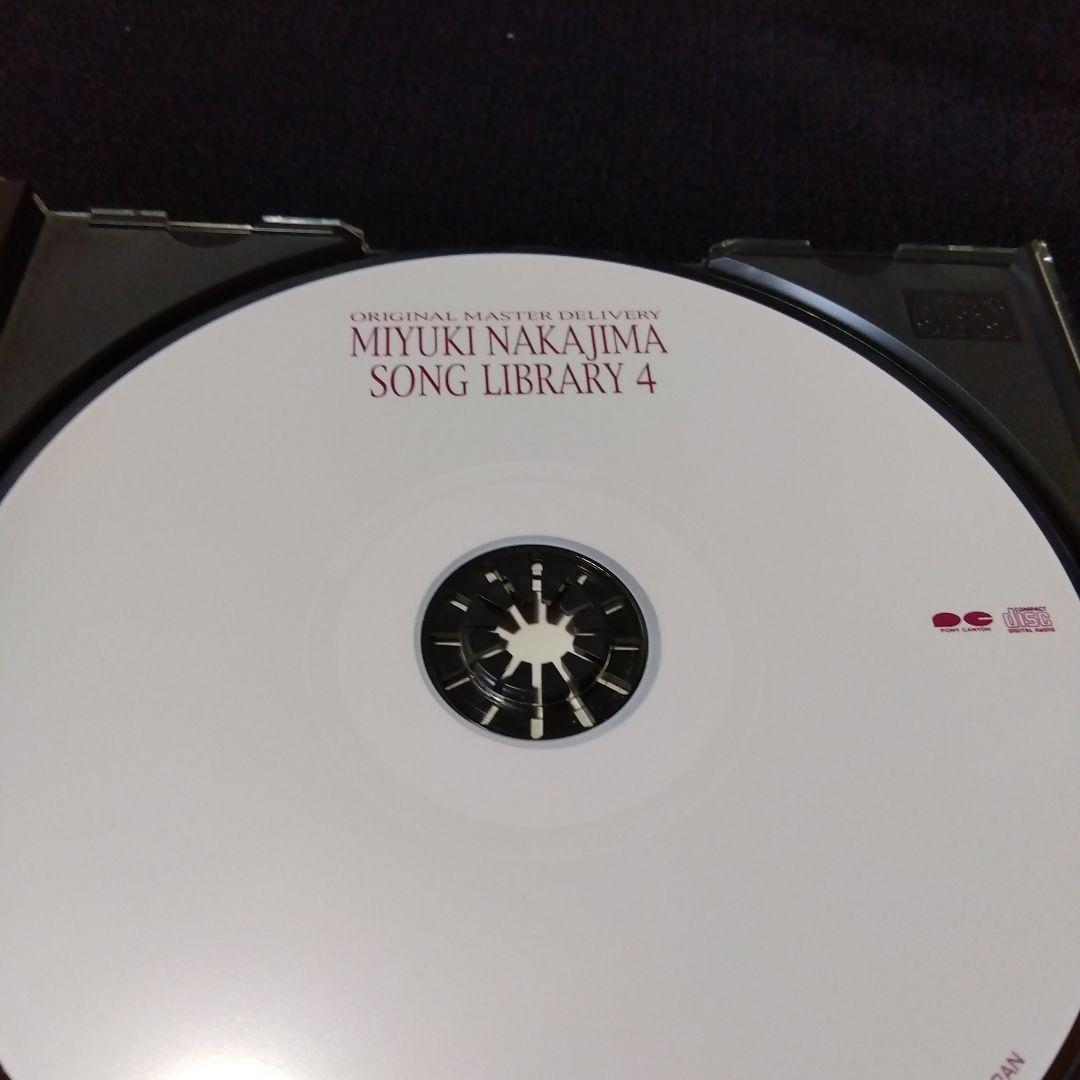 ORIGINAL MASTER DELIVERY
MIYUKI NAKAJIMA
SONG LIBRARY 4
PONY CANYON
COMPACT
disc
DIGITAL AUDIO